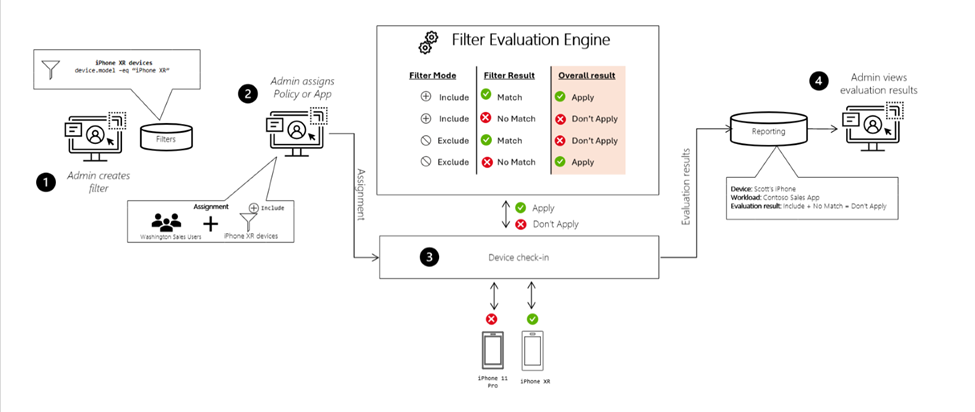 iPhone XR devices
device.model -eq "iPhone XR"
Filters
1
Admin creates
filter
2
Admin assigns
Policy or App
Assignment
Include
Washington Sales Users
iPhone XR devices
Assignment
Filter Evaluation Engine
Filter Mode Filter Result Overall result
Include Match Apply
Include No Match Don't Apply
Exclude Match Don't Apply
Exclude No Match Apply
Apply
Don't Apply
3
Device check-in
iPhone 11
Pro
iPhone XR
Evaluation results
Reporting
4
Admin views
evaluation results
Device: Scott's iPhone
Workload: Contoso Sales App
Evaluation result: Include + No Match = Don't Apply